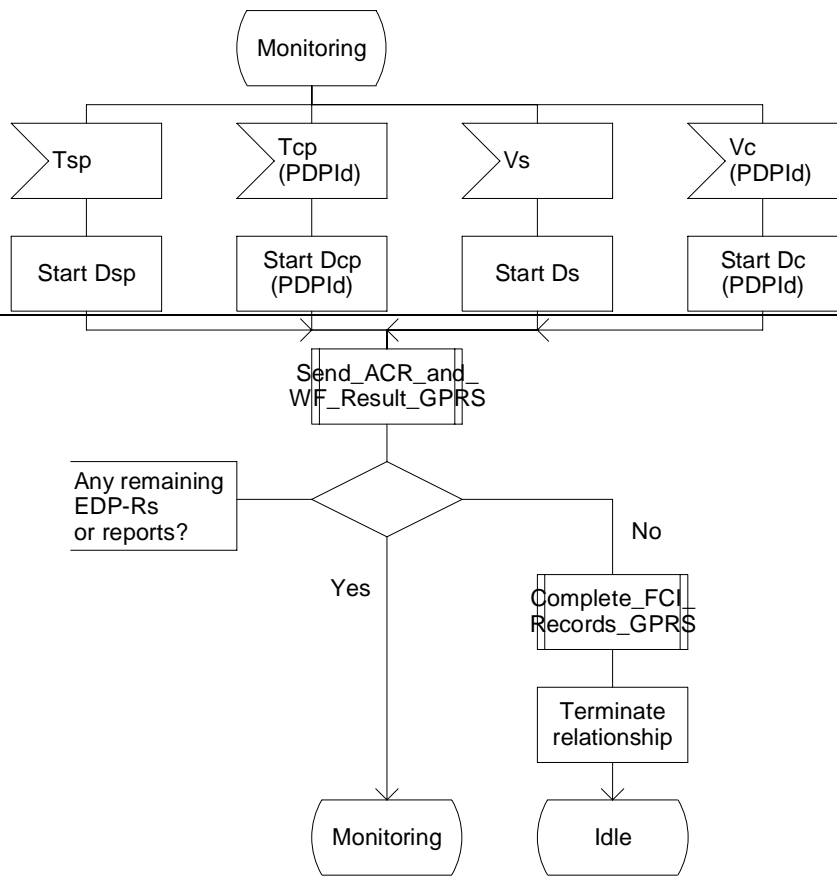 Monitoring
Tsp
Tcp
(PDPId)
Vs
Vc
(PDPId)
Start Dsp
Start Dcp
(PDPId)
Start Ds
Start Dc
(PDPId)
Send_ACR_and_
WF_Result_GPRS
Any remaining
EDP-Rs
or reports?
No
Yes
Complete_FCI_
Records_GPRS
Terminate
relationship
Monitoring
Idle